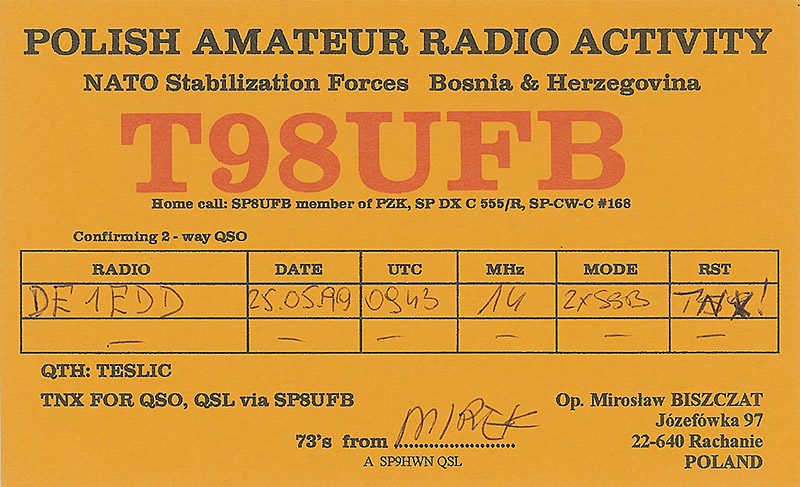 POLISH AMATEUR RADIO ACTIVITY
NATO Stabilization Forces Bosnia & Herzegovina
T98UFB
Home call: SP8UFB member of PZK, SP DX C 555/R, SP-CW-C #168
Confirming 2 - way QSO
RADIO DATE UTC MHz MODE RST
DE1EDD 25.05.99 0943 14 2xSSB TNX!
— — — — — —
QTH: TESLIC
TNX FOR QSO, QSL via SP8UFB
73's from MIREK
A SP9HWN QSL
Op. Mirosław BISZCZAT
Józefówka 97
22-640 Rachanie
POLAND